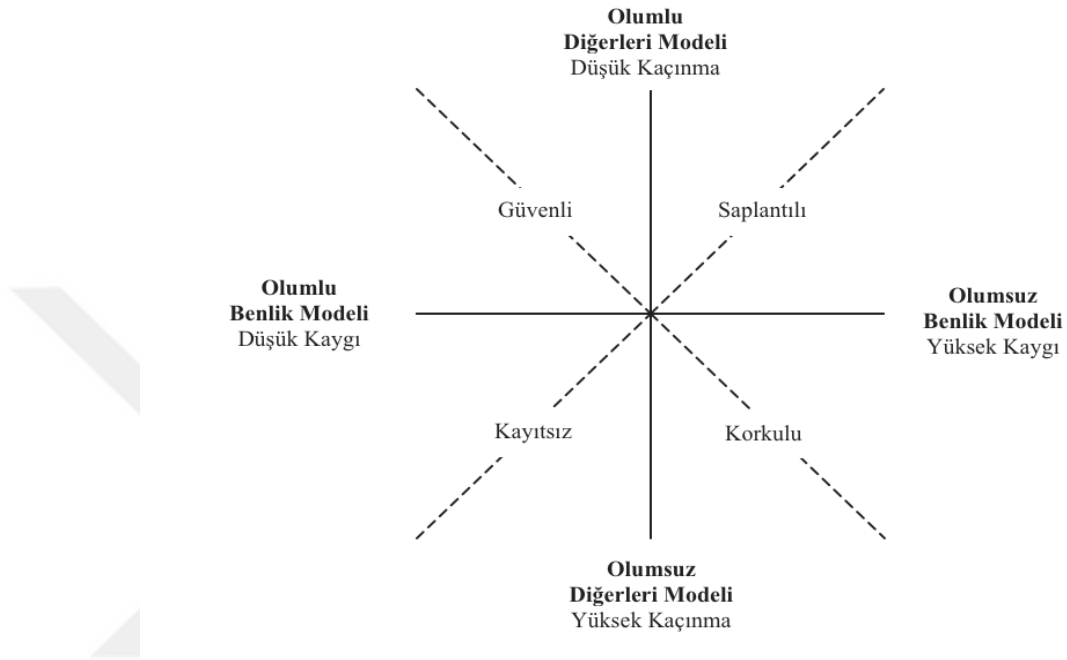 Olumlu
Diğerleri Modeli
Düşük Kaçınma
Güvenli
Saplantılı
Olumlu
Benlik Modeli
Düşük Kaygı
Olumsuz
Benlik Modeli
Yüksek Kaygı
Kayıtsız
Korkulu
Olumsuz
Diğerleri Modeli
Yüksek Kaçınma